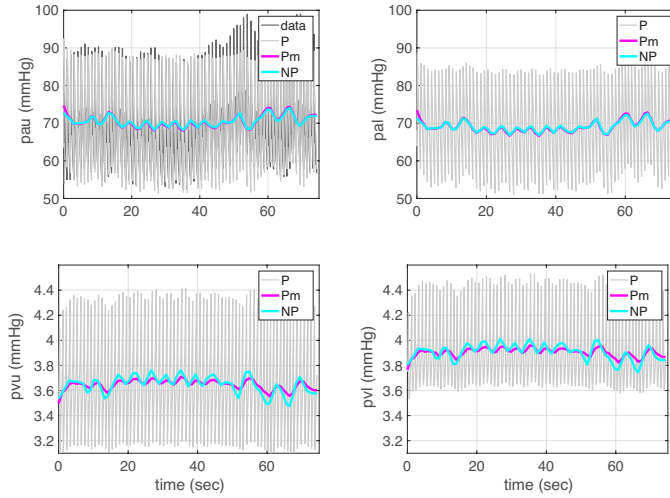 100
90
80
70
60
50
pau (mmHg)
0
20
40
60
data
P
Pm
NP
100
90
80
70
60
50
pal (mmHg)
0
20
40
60
P
Pm
NP
4.4
4.2
4
3.8
3.6
3.4
3.2
pvu (mmHg)
0
20
40
60
time (sec)
P
Pm
NP
4.4
4.2
4
3.8
3.6
3.4
3.2
pvl (mmHg)
0
20
40
60
time (sec)
P
Pm
NP